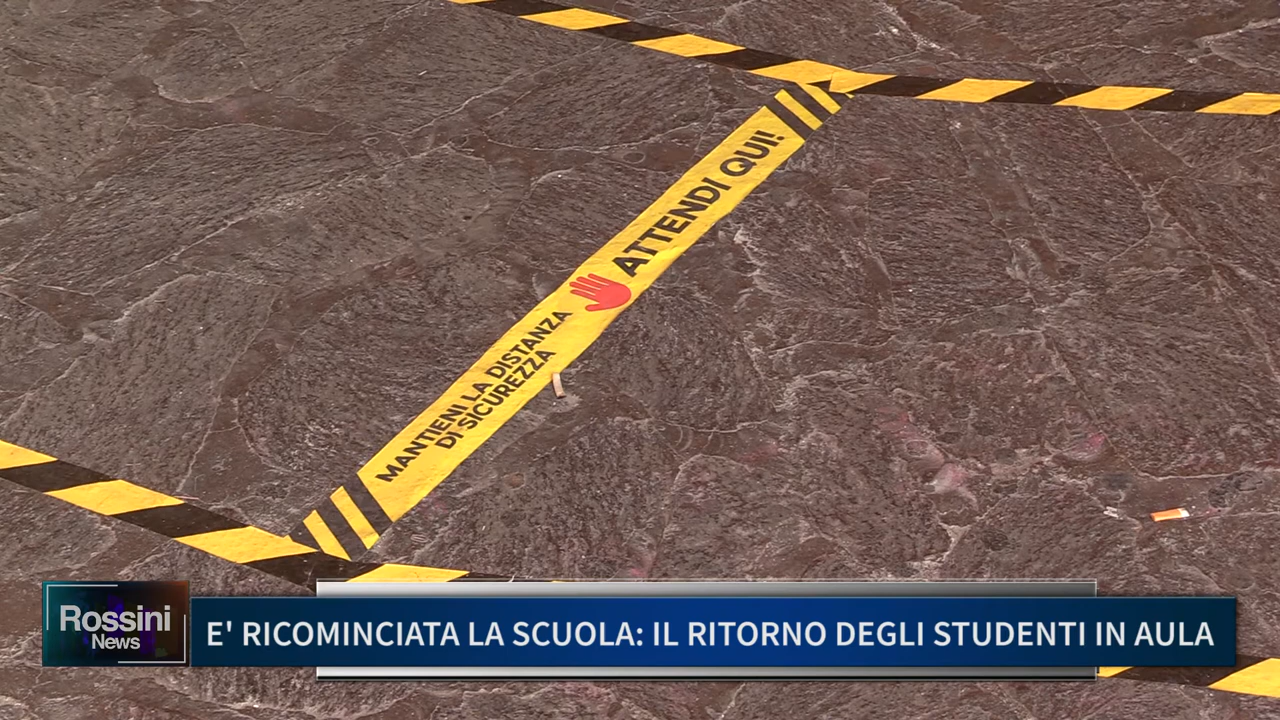 ATTENDI QUI!
MANTIENI LA DISTANZA
DI SICUREZZA
Rossini
News
E' RICOMINCIATA LA SCUOLA: IL RITORNO DEGLI STUDENTI IN AULA